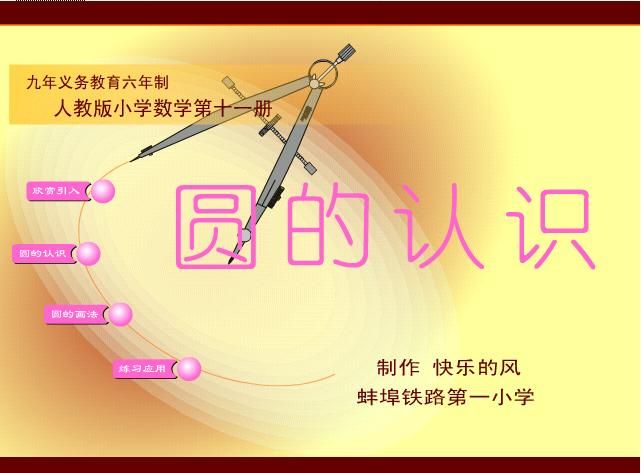 九年义务教育六年制
人教版小学数学第十一册
欣赏引入
圆的认识
圆的认识
圆的画法
练习应用
制作 快乐的风
蚌埠铁路第一小学